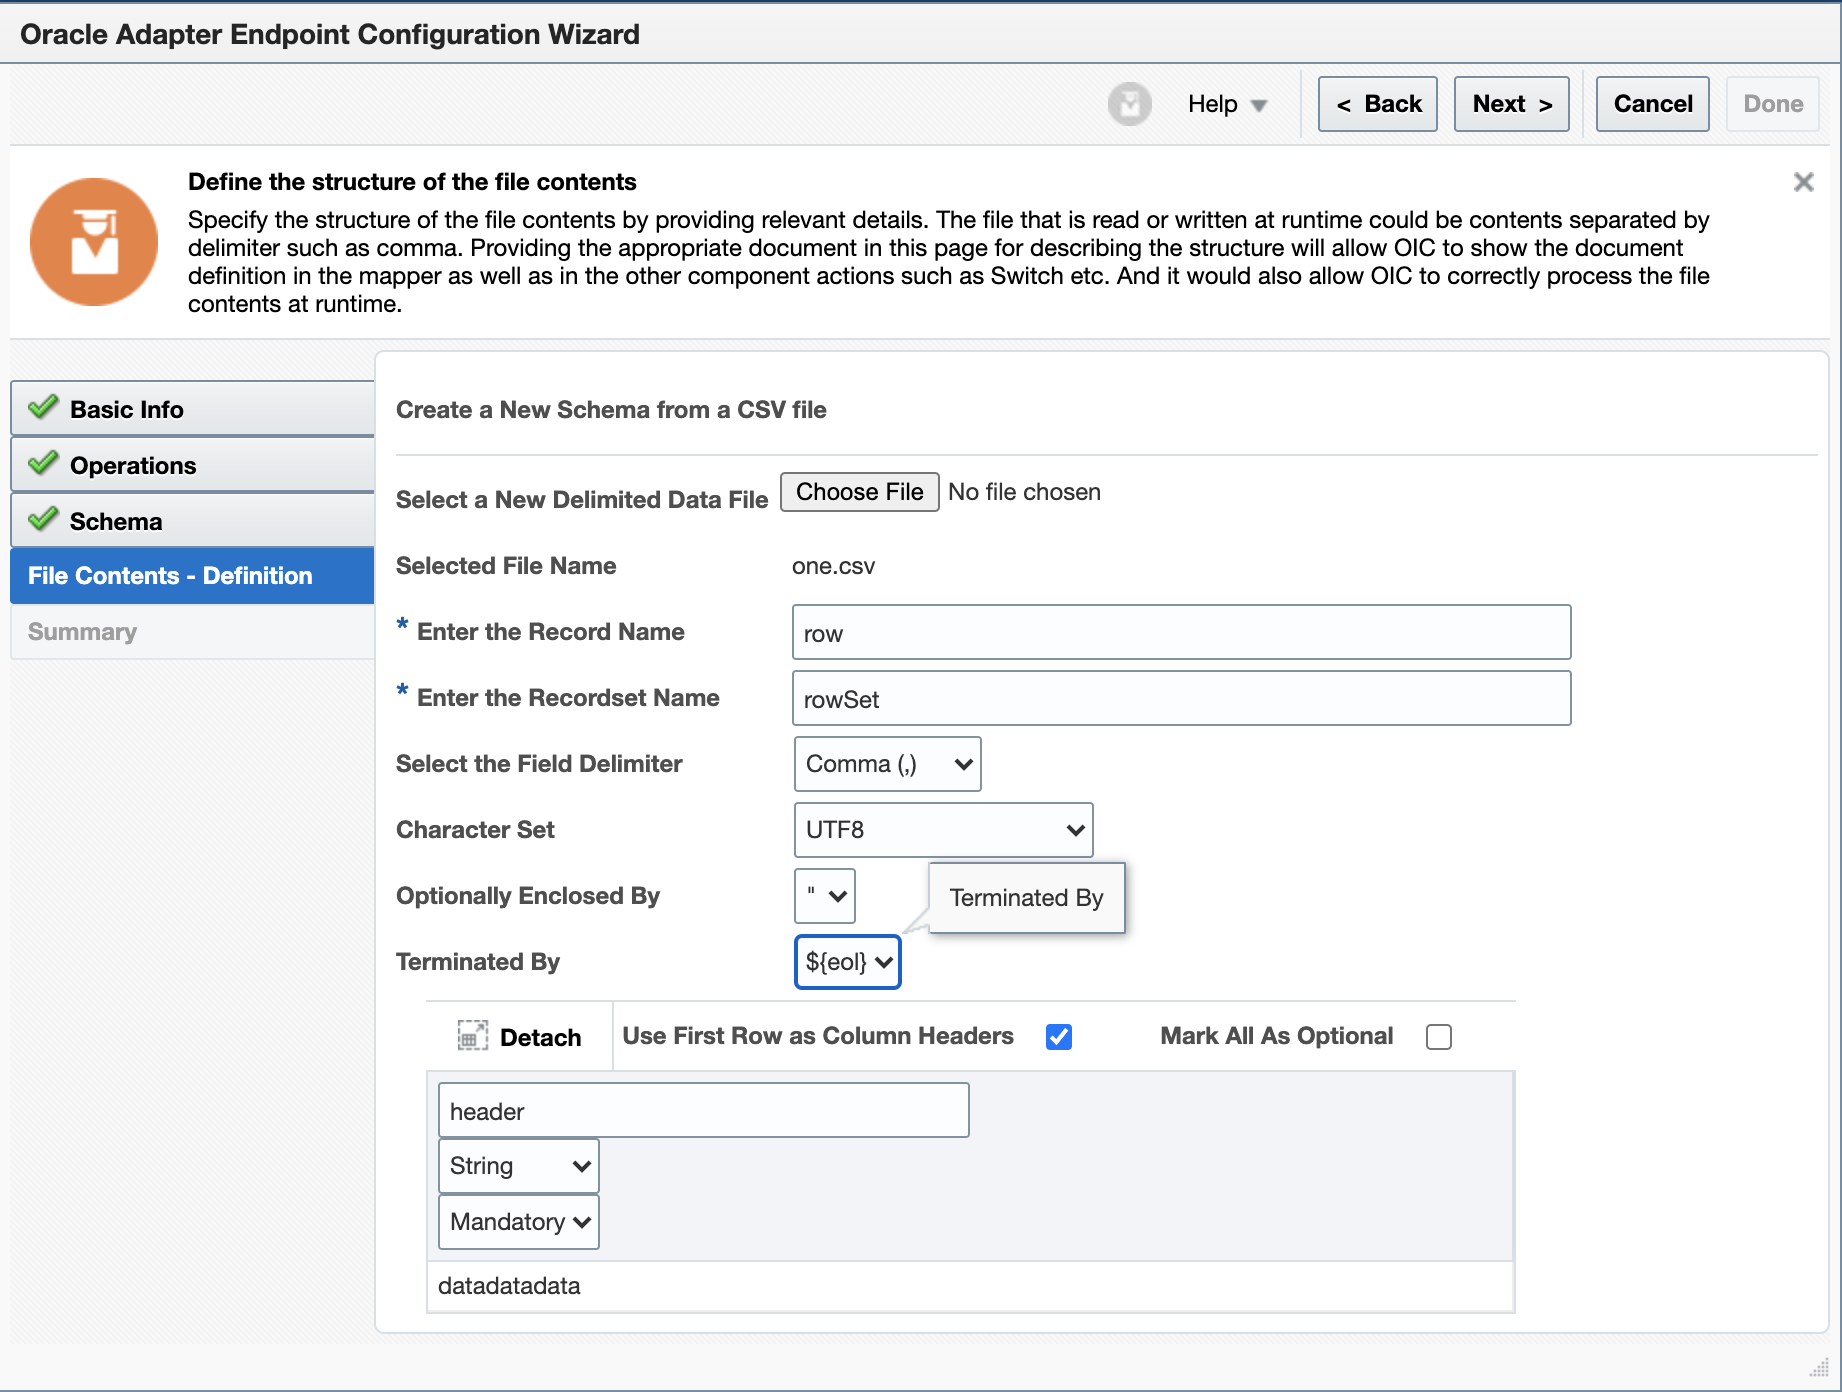 Oracle Adapter Endpoint Configuration Wizard
Help
< Back
Next >
Cancel
Done
Define the structure of the file contents
Specify the structure of the file contents by providing relevant details. The file that is read or written at runtime could be contents separated by
delimiter such as comma. Providing the appropriate document in this page for describing the structure will allow OIC to show the document
definition in the mapper as well as in the other component actions such as Switch etc. And it would also allow OIC to correctly process the file
contents at runtime.
Basic Info
Operations
Schema
File Contents - Definition
Summary
Create a New Schema from a CSV file
Select a New Delimited Data File Choose File No file chosen
Selected File Name one.csv
* Enter the Record Name row
* Enter the Recordset Name rowSet
Select the Field Delimiter Comma (,)
Character Set UTF8
Optionally Enclosed By "
Terminated By
Terminated By ${eol}
Detach Use First Row as Column Headers Mark All As Optional
header
String
Mandatory
datadatadata